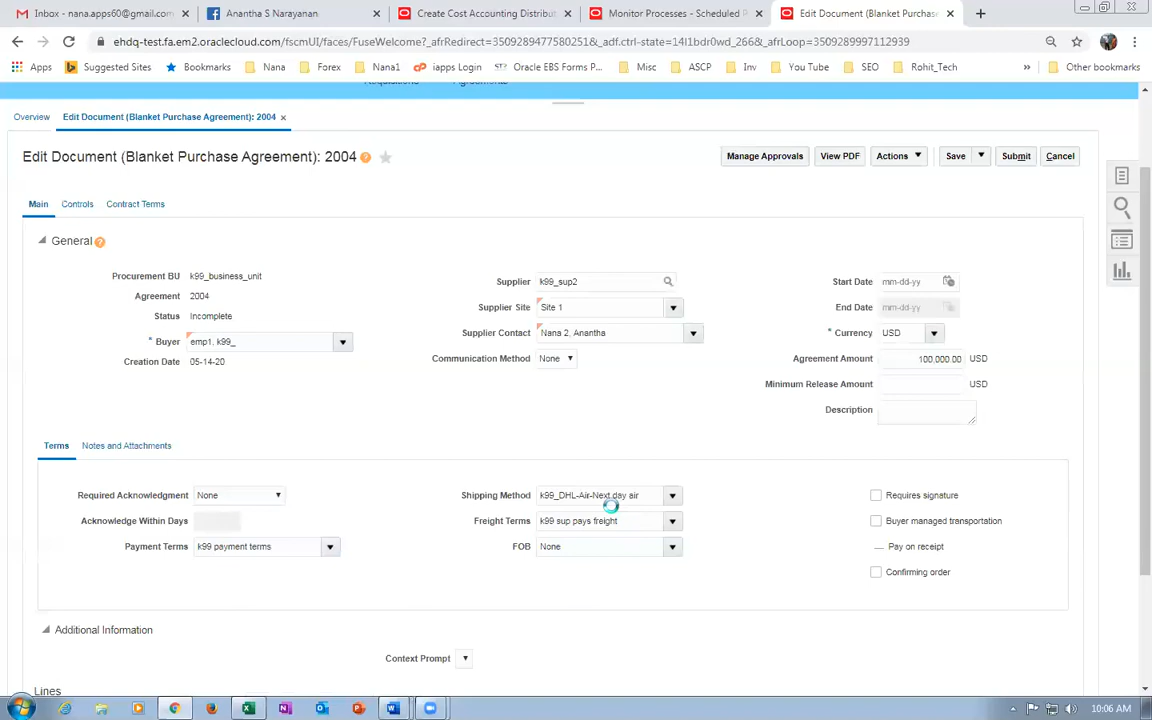 Inbox - nana.apps60@gmail.com
Anantha S Narayanan
Create Cost Accounting Distribut
Monitor Processes - Scheduled P
Edit Document (Blanket Purchase
ehdq-test.fa.em2.oraclecloud.com/fscmUI/faces/FuseWelcome?_afrRedirect=3509289477580251&_adf.ctrl-state=14l1bdr0wd_266&_afrLoop=3509289997112939
Apps Suggested Sites Bookmarks Nana Forex Nana1 iapps Login Oracle EBS Forms P... Misc ASCP Inv You Tube SEO Rohit_Tech » Other bookmarks
Overview Edit Document (Blanket Purchase Agreement): 2004
Edit Document (Blanket Purchase Agreement): 2004
Manage Approvals View PDF Actions Save Submit Cancel
Main Controls Contract Terms
General
Procurement BU k99_business_unit
Agreement 2004
Status Incomplete
* Buyer emp1, k99_
Creation Date 05-14-20
Supplier k99_sup2
Supplier Site Site 1
Supplier Contact Nana 2, Anantha
Communication Method None
Start Date mm-dd-yy
End Date mm-dd-yy
* Currency USD
Agreement Amount 100,000.00 USD
Minimum Release Amount USD
Description
Terms Notes and Attachments
Required Acknowledgment None
Acknowledge Within Days
Payment Terms k99 payment terms
Shipping Method k99_DHL-Air-Next day air
Freight Terms k99 sup pays freight
FOB None
Requires signature
Buyer managed transportation
Pay on receipt
Confirming order
Additional Information
Context Prompt
Lines
10:06 AM